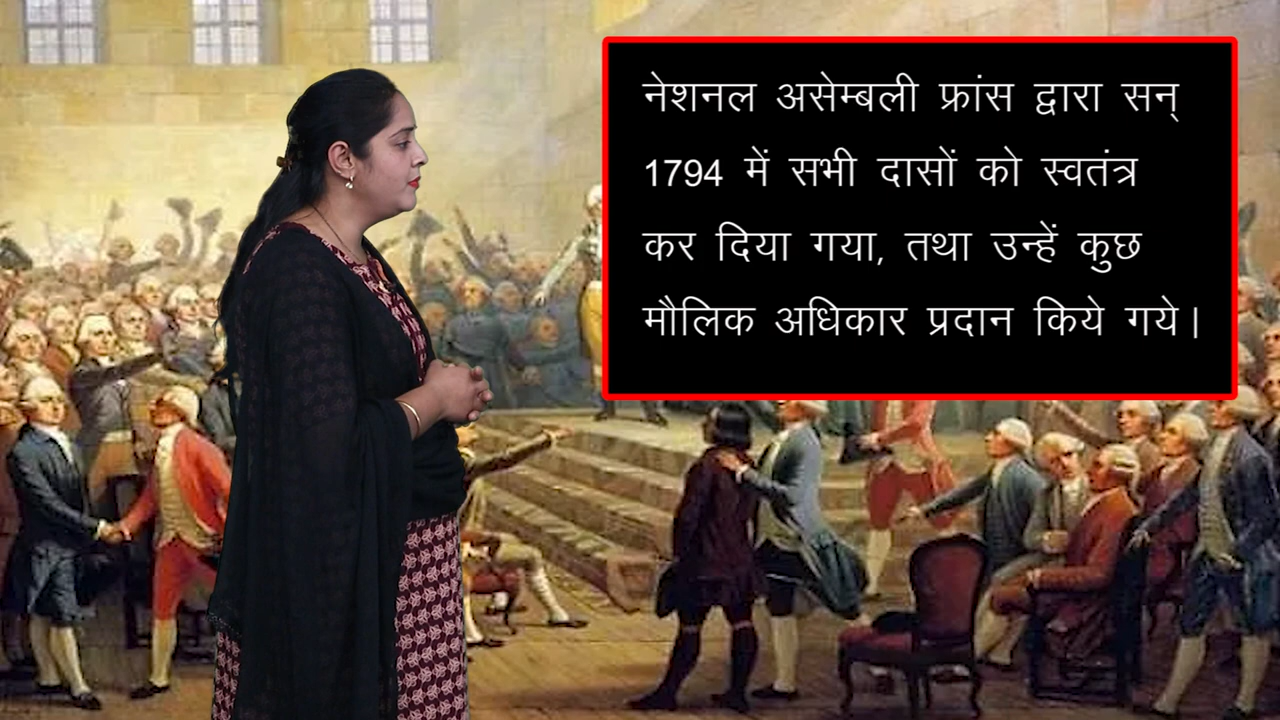 नेशनल असेम्बली फ्रांस द्वारा सन्
1794 में सभी दासों को स्वतंत्र
कर दिया गया, तथा उन्हें कुछ
मौलिक अधिकार प्रदान किये गये।